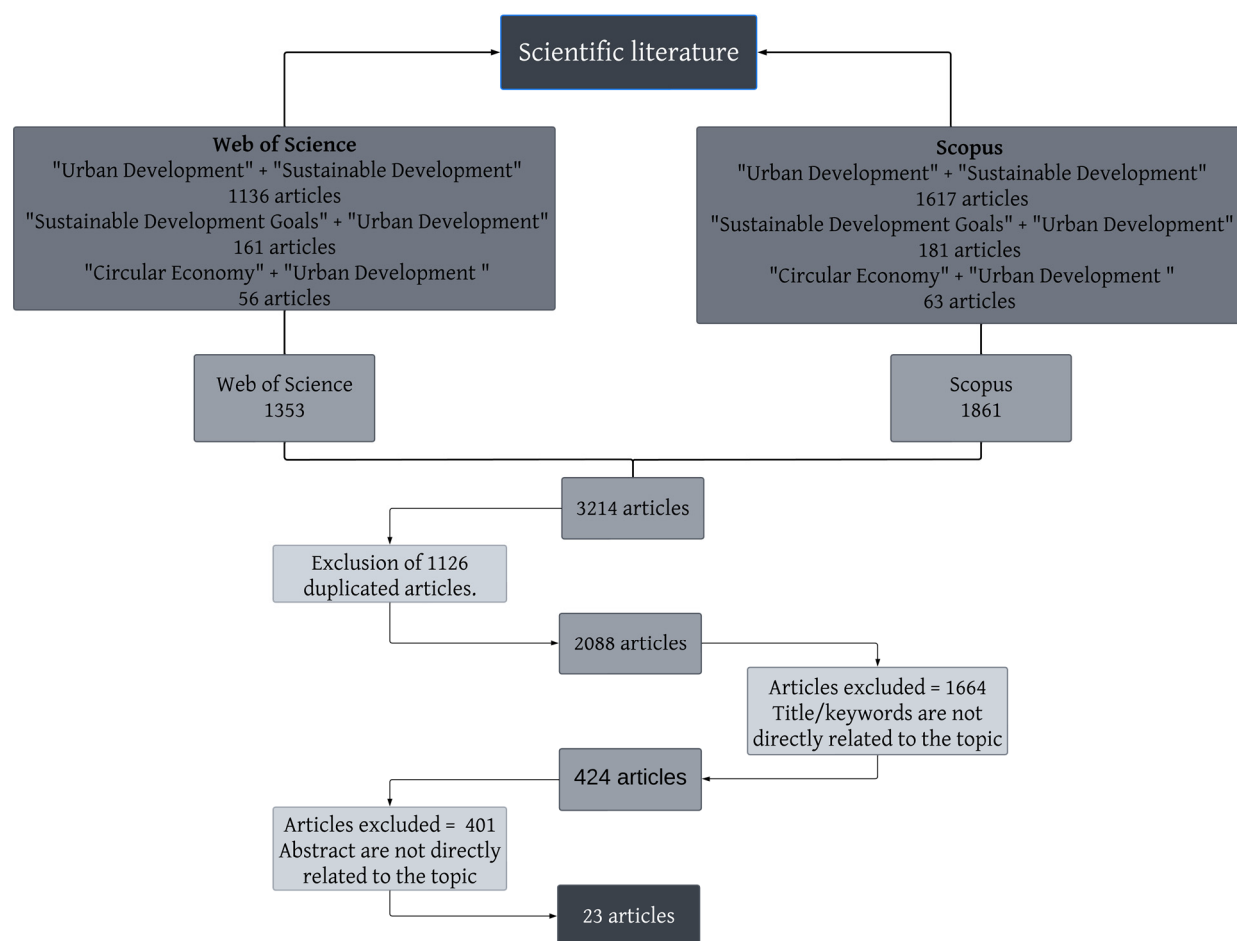 Scientific literature
Web of Science
"Urban Development" + "Sustainable Development"
1136 articles
"Sustainable Development Goals" + "Urban Development"
161 articles
"Circular Economy" + "Urban Development "
56 articles
Scopus
"Urban Development" + "Sustainable Development"
1617 articles
"Sustainable Development Goals" + "Urban Development"
181 articles
"Circular Economy" + "Urban Development "
63 articles
Web of Science
1353
Scopus
1861
3214 articles
Exclusion of 1126
duplicated articles.
2088 articles
Articles excluded = 1664
Title/keywords are not
directly related to the topic
424 articles
Articles excluded =  401
Abstract are not directly
related to the topic
23 articles